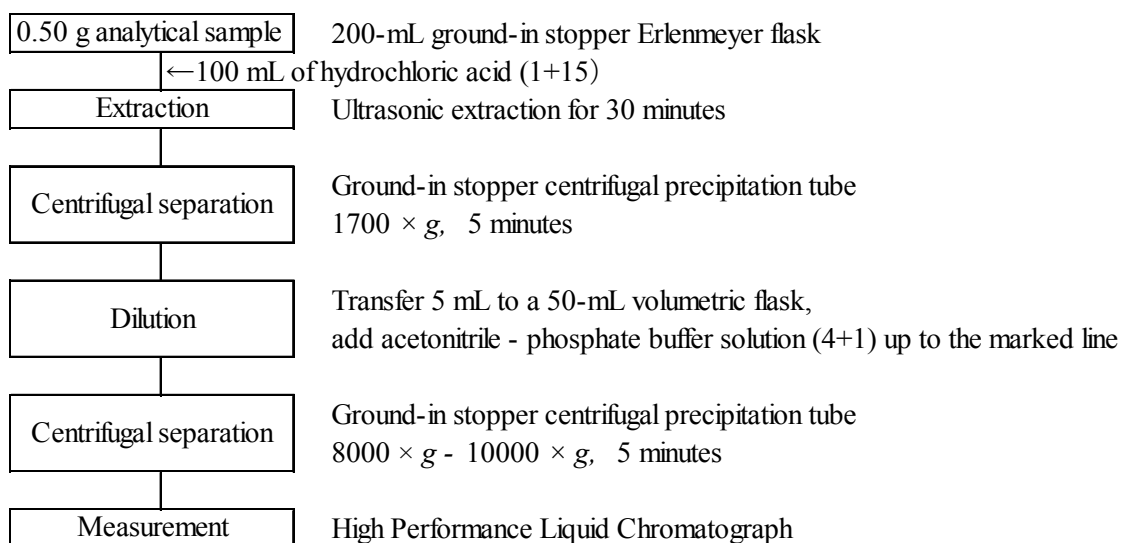 0.50 g analytical sample 200-mL ground-in stopper Erlenmeyer flask
←100 mL of hydrochloric acid (1+15)
Extraction Ultrasonic extraction for 30 minutes
Ground-in stopper centrifugal precipitation tube
Centrifugal separation
1700 × g, 5 minutes
Transfer 5 mL to a 50-mL volumetric flask,
Dilution
add acetonitrile - phosphate buffer solution (4+1) up to the marked line
Ground-in stopper centrifugal precipitation tube
Centrifugal separation
8000 × g - 10000 × g, 5 minutes
Measurement High Performance Liquid Chromatograph